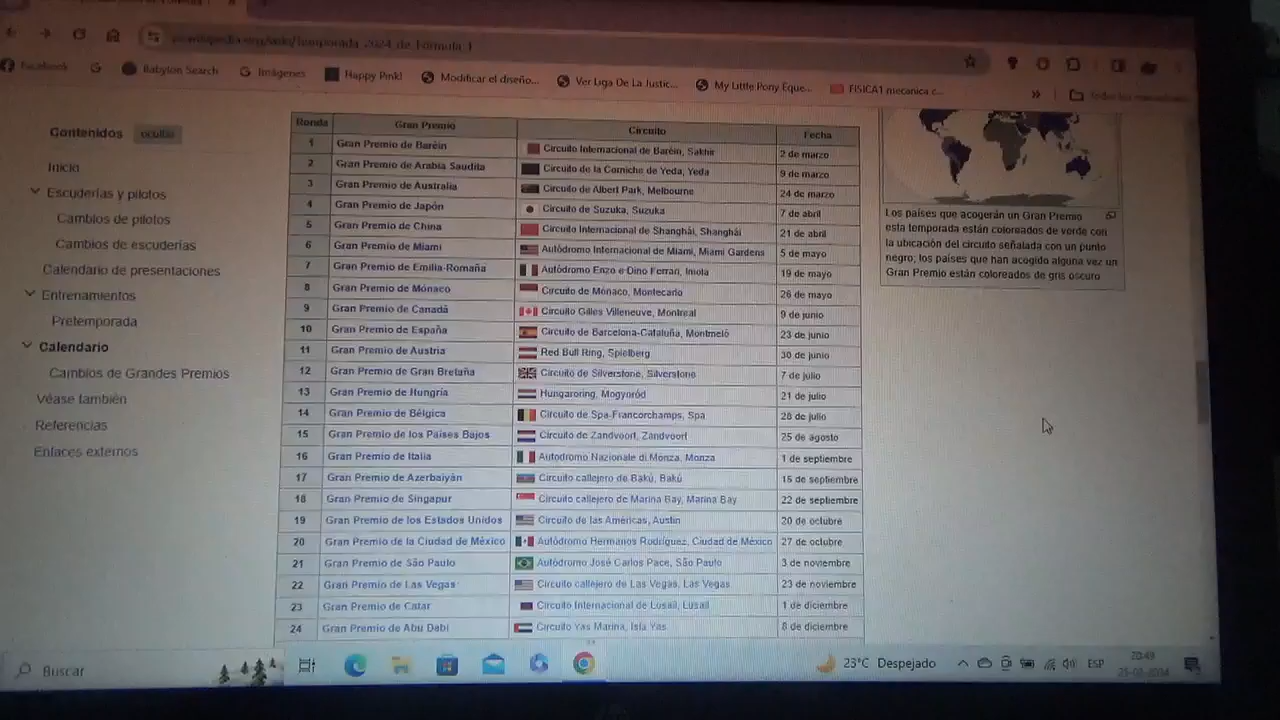 Facebook
Babylon Search
Imágenes
Happy Pink!
Modificar el diseño...
Ver Liga De La Justic...
My Little Pony Eque...
FISICA1 mecanica c...
»
Contenidos ocultar
Inicio
Escuderías y pilotos
Cambios de pilotos
Cambios de escuderías
Calendario de presentaciones
Entrenamientos
Pretemporada
Calendario
Cambios de Grandes Premios
Véase también
Referencias
Enlaces externos
Ronda Gran Premio Circuito Fecha
1 Gran Premio de Baréin Circuito Internacional de Baréin, Sakhir 2 de marzo
2 Gran Premio de Arabia Saudita Circuito de la Corniche de Yeda, Yeda 9 de marzo
3 Gran Premio de Australia Circuito de Albert Park, Melbourne 24 de marzo
4 Gran Premio de Japón Circuito de Suzuka, Suzuka 7 de abril
5 Gran Premio de China Circuito Internacional de Shanghái, Shanghái 21 de abril
6 Gran Premio de Miami Autódromo Internacional de Miami, Miami Gardens 5 de mayo
7 Gran Premio de Emilia-Romaña Autódromo Enzo e Dino Ferrari, Imola 19 de mayo
8 Gran Premio de Mónaco Circuito de Mónaco, Montecarlo 26 de mayo
9 Gran Premio de Canadá Circuito Gilles Villeneuve, Montreal 9 de junio
10 Gran Premio de España Circuito de Barcelona-Cataluña, Montmeló 23 de junio
11 Gran Premio de Austria Red Bull Ring, Spielberg 30 de junio
12 Gran Premio de Gran Bretaña Circuito de Silverstone, Silverstone 7 de julio
13 Gran Premio de Hungría Hungaroring, Mogyoród 21 de julio
14 Gran Premio de Bélgica Circuito de Spa-Francorchamps, Spa 28 de julio
15 Gran Premio de los Países Bajos Circuito de Zandvoort, Zandvoort 25 de agosto
16 Gran Premio de Italia Autodromo Nazionale di Monza, Monza 1 de septiembre
17 Gran Premio de Azerbaiyán Circuito callejero de Bakú, Bakú 15 de septiembre
18 Gran Premio de Singapur Circuito callejero de Marina Bay, Marina Bay 22 de septiembre
19 Gran Premio de los Estados Unidos Circuito de las Américas, Austin 20 de octubre
20 Gran Premio de la Ciudad de México Autódromo Hermanos Rodríguez, Ciudad de México 27 de octubre
21 Gran Premio de São Paulo Autódromo José Carlos Pace, São Paulo 3 de noviembre
22 Gran Premio de Las Vegas Circuito callejero de Las Vegas, Las Vegas 23 de noviembre
23 Gran Premio de Catar Circuito Internacional de Lusail, Lusail 1 de diciembre
24 Gran Premio de Abu Dabi Circuito Yas Marina, Isla Yas 8 de diciembre
Los países que acogerán un Gran Premio
esta temporada están coloreados de verde con
la ubicación del circuito señalada con un punto
negro; los países que han acogido alguna vez un
Gran Premio están coloreados de gris oscuro
Buscar
23°C Despejado
ESP
20:49